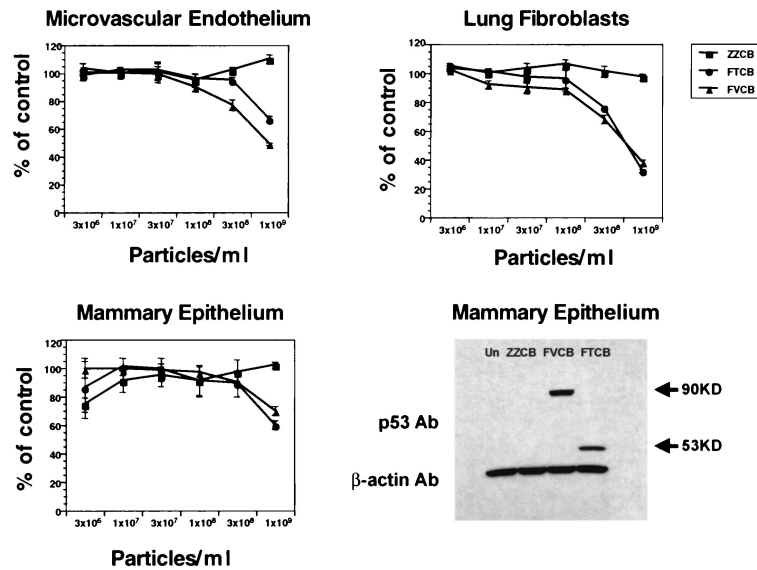 Microvascular Endothelium
% of control
120
100
80
60
40
20
0
3x10⁶ 1x10⁷ 3x10⁷ 1x10⁸ 3x10⁸ 1x10⁹
Particles/ml
Lung Fibroblasts
% of control
120
100
80
60
40
20
0
3x10⁶ 1x10⁷ 3x10⁷ 1x10⁸ 3x10⁸ 1x10⁹
Particles/ml
ZZCB
FTCB
FVCB
Mammary Epithelium
% of control
120
100
80
60
40
20
0
3x10⁶ 1x10⁷ 3x10⁷ 1x10⁸ 3x10⁸ 1x10⁹
Particles/ml
Mammary Epithelium
Un ZZCB FVCB FTCB
90KD
p53 Ab
53KD
β-actin Ab